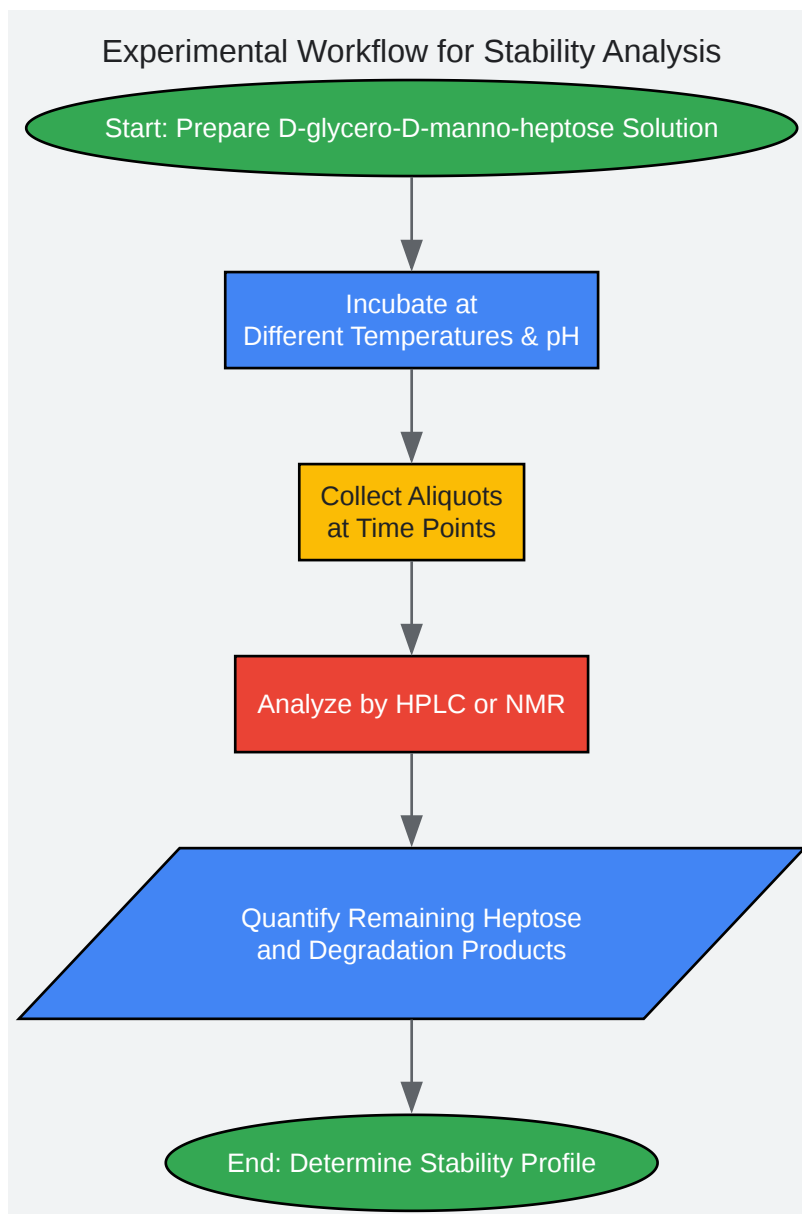 Experimental Workflow for Stability Analysis
Start: Prepare D-glycero-D-manno-heptose Solution
Incubate at
Different Temperatures & pH
Collect Aliquots
at Time Points
Analyze by HPLC or NMR
Quantify Remaining Heptose
and Degradation Products
End: Determine Stability Profile